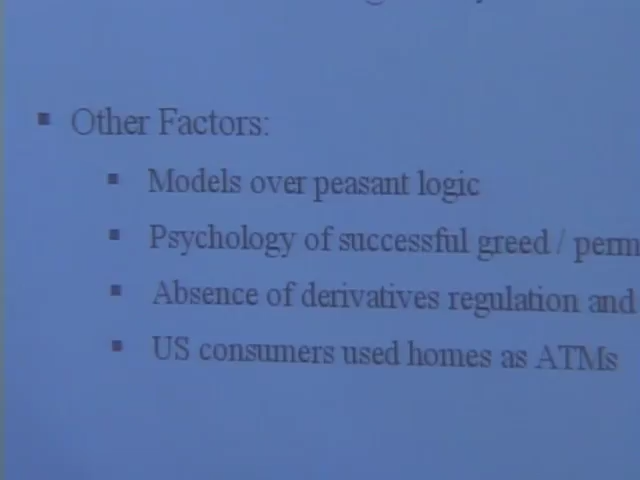 Other Factors:
Models over peasant logic
Psychology of successful greed / perm
Absence of derivatives regulation and
US consumers used homes as ATMs